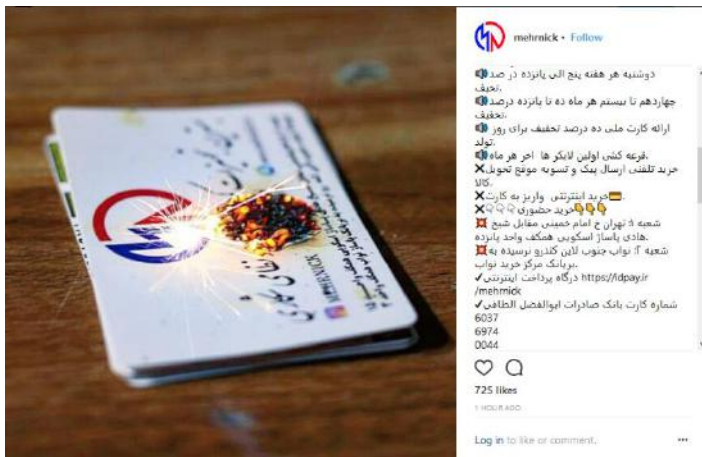 mehrnick • Follow
🔊دوشنبه هر هفته پنج الی پانزده در صد
تخیف.
🔊چهاردهم تا بیستم هر ماه ده تا پانزده درصد
تخفیف.
🔊ارائه کارت ملی ده درصد تخفیف برای روز
تولد
🔊قرعه کشی اولین لایکر ها اخر هر ماه.
❌خرید تلفنی ارسال پیک و تسویه موقع تحویل
کالا
❌خرید اینترنتی واریز به کارت💳.
❌خرید حضوری👇👇👇👇👇👇
💢شعبه ۱: تهران خ امام خمینی مقابل شیخ
هادی پاساژ اسکویی همکف واحد پانزده.
💢شعبه ۲: نواب جنوب لاین کندرو نرسیده به
بریانک مرکز خرید نواب.
✔درگاه پرداخت اینترنتی https://idpay.ir
/mehrnick
✔شماره کارت بانک صادرات ابوالفضل الطافی
6037
6974
0044
725 likes
1 HOUR AGO
Log in to like or comment.
MEHRNICK